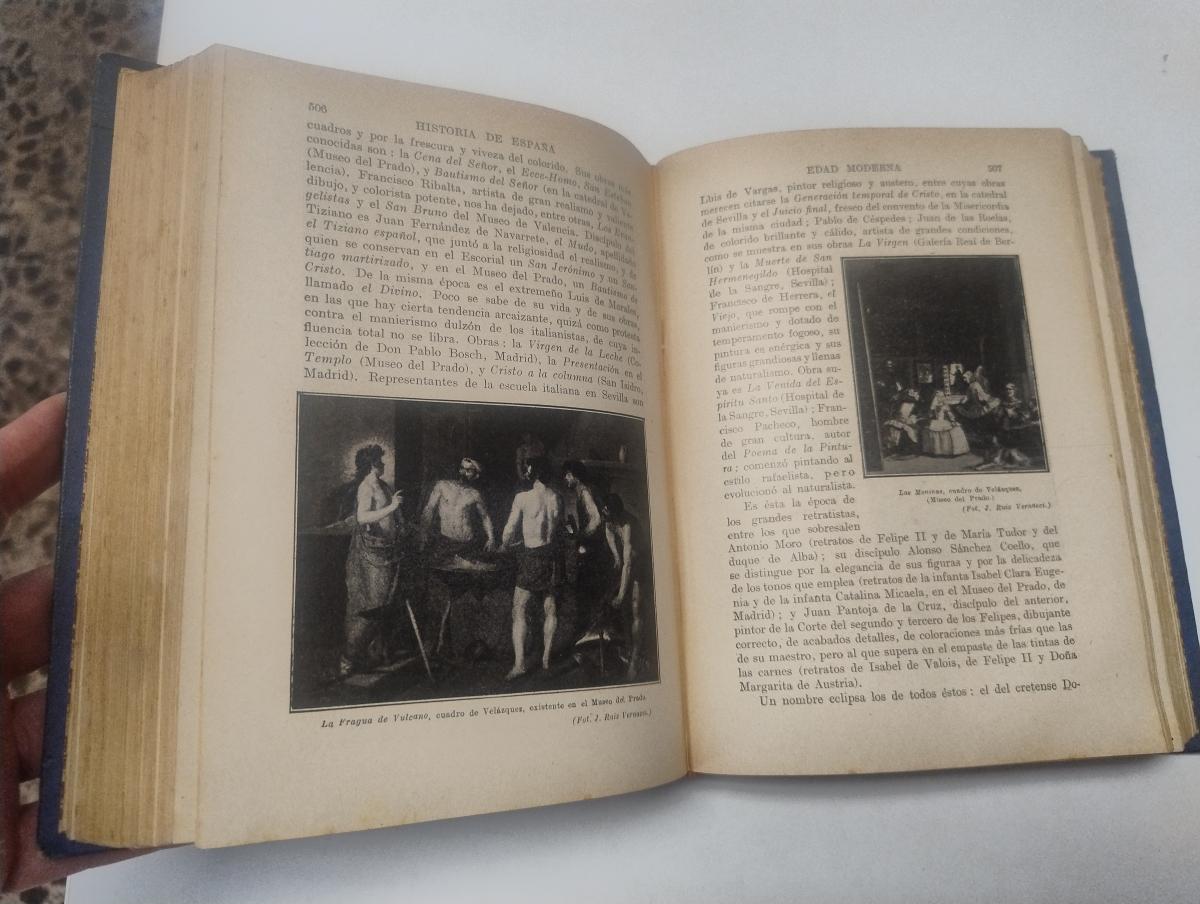 506
HISTORIA DE ESPAÑA
cuadros y por la frescura y viveza del colorido. Sus obras más
conocidas son : la Cena del Señor, el Ecce-Homo, San Esteban
(Museo del Prado), y Bautismo del Señor (en la catedral de Va-
lencia). Francisco Ribalta, artista de gran realismo y valiente
dibujo, y colorista potente, nos ha dejado, entre otras, Los Evan-
gelistas y el San Bruno del Museo de Valencia. Discípulo del
Tiziano es Juan Fernández de Navarrete, el Mudo, apellidado
el Tiziano español, que juntó a la religiosidad el realismo, y de
quien se conservan en el Escorial un San Jerónimo y un San-
tiago martirizado, y en el Museo del Prado, un Bautismo de
Cristo. De la misma época es el extremeño Luis de Morales,
llamado el Divino. Poco se sabe de su vida y de sus obras,
en las que hay cierta tendencia arcaizante, quizá como protesta
contra el manierismo dulzón de los italianistas, de cuya in-
fluencia total no se libra. Obras : la Virgen de la Leche (Co-
lección de Don Pablo Bosch, Madrid), la Presentación en el
Templo (Museo del Prado), y Cristo a la columna (San Isidro,
Madrid). Representantes de la escuela italiana en Sevilla son
La Fragua de Vulcano, cuadro de Velázquez, existente en el Museo del Prado.
(Fot. J. Ruiz Vernacci.)
EDAD MODERNA
507
Luis de Vargas, pintor religioso y austero, entre cuyas obras
merecen citarse la Generación temporal de Cristo, en la catedral
de Sevilla y el Juicio final, fresco del convento de la Misericordia
de la misma ciudad ; Pablo de Céspedes ; Juan de las Roelas,
de colorido brillante y cálido, artista de grandes condiciones,
como se muestra en sus obras La Virgen (Galería Real de Ber-
lín) y la Muerte de San
Hermenegildo (Hospital
de la Sangre, Sevilla) ;
Francisco de Herrera, el
Viejo, que rompe con el
manierismo y dotado de
temperamento fogoso, su
pintura es enérgica y sus
figuras grandiosas y llenas
de naturalismo. Obra su-
ya es La Venida del Es-
píritu Santo (Hospital de
la Sangre, Sevilla) ; Fran-
cisco Pacheco, hombre
de gran cultura, autor
del Poema de la Pintu-
ra ; comenzó pintando al
estilo rafaelista, pero
evolucionó al naturalista.
Es ésta la época de
los grandes retratistas,
entre los que sobresalen
Las Meninas, cuadro de Velázquez,
(Museo del Prado.)
(Fot. J. Ruiz Vernacci.)
Antonio Moro (retratos de Felipe II y de María Tudor y del
duque de Alba) ; su discípulo Alonso Sánchez Coello, que
se distingue por la elegancia de sus figuras y por la delicadeza
de los tonos que emplea (retratos de la infanta Isabel Clara Euge-
nia y de la infanta Catalina Micaela, en el Museo del Prado, de
Madrid) ; y Juan Pantoja de la Cruz, discípulo del anterior,
pintor de la Corte del segundo y tercero de los Felipes, dibujante
correcto, de acabados detalles, de coloraciones más frías que las
de su maestro, pero al que supera en el empaste de las tintas de
las carnes (retratos de Isabel de Valois, de Felipe II y Doña
Margarita de Austria).
Un nombre eclipsa los de todos éstos : el del cretense Do-